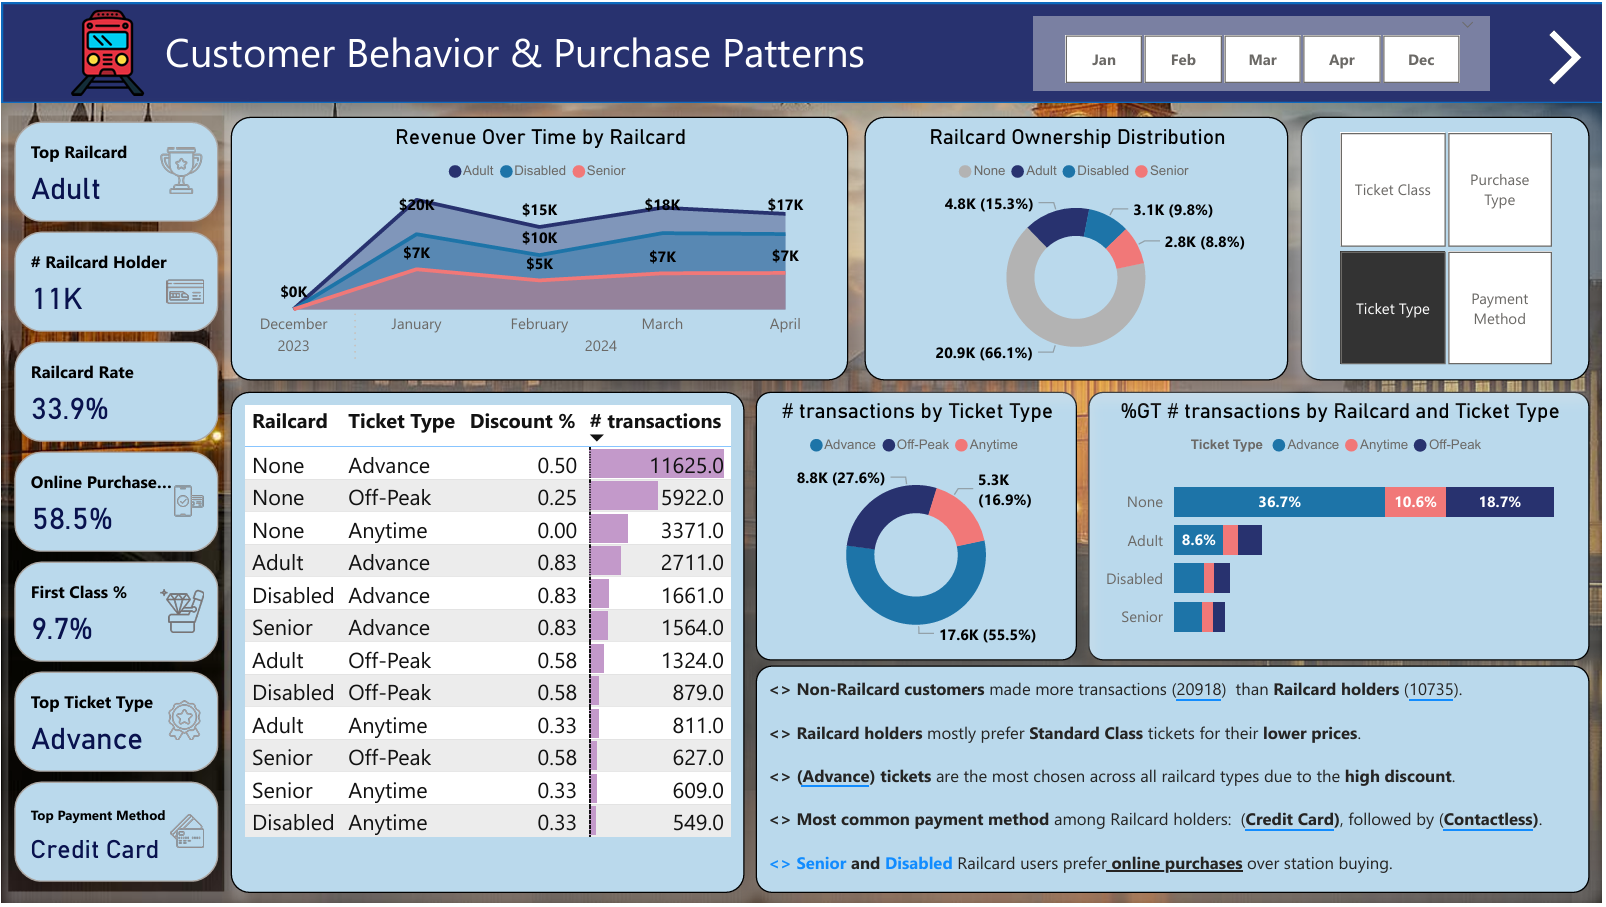 Customer Behavior & Purchase Patterns
Jan
Feb
Mar
Apr
Dec
Top Railcard
Adult
# Railcard Holder
11K
Railcard Rate
33.9%
Online Purchase...
58.5%
First Class %
9.7%
Top Ticket Type
Advance
Top Payment Method
Credit Card
Revenue Over Time by Railcard
Adult Disabled Senior
$20K
$15K
$18K
$17K
$10K
$7K
$5K
$7K
$7K
$0K
December January February March April
2023 2024
Railcard Ownership Distribution
None Adult Disabled Senior
4.8K (15.3%)
3.1K (9.8%)
2.8K (8.8%)
20.9K (66.1%)
Ticket Class
Purchase
Type
Ticket Type
Payment
Method
Railcard Ticket Type Discount % # transactions
None Advance 0.50 11625.0
None Off-Peak 0.25 5922.0
None Anytime 0.00 3371.0
Adult Advance 0.83 2711.0
Disabled Advance 0.83 1661.0
Senior Advance 0.83 1564.0
Adult Off-Peak 0.58 1324.0
Disabled Off-Peak 0.58 879.0
Adult Anytime 0.33 811.0
Senior Off-Peak 0.58 627.0
Senior Anytime 0.33 609.0
Disabled Anytime 0.33 549.0
# transactions by Ticket Type
Advance Off-Peak Anytime
8.8K (27.6%)
5.3K
(16.9%)
17.6K (55.5%)
%GT # transactions by Railcard and Ticket Type
Ticket Type Advance Anytime Off-Peak
None 36.7% 10.6% 18.7%
Adult 8.6%
Disabled
Senior
<> Non-Railcard customers made more transactions (20918) than Railcard holders (10735).
<> Railcard holders mostly prefer Standard Class tickets for their lower prices.
<> (Advance) tickets are the most chosen across all railcard types due to the high discount.
<> Most common payment method among Railcard holders: (Credit Card), followed by (Contactless).
<> Senior and Disabled Railcard users prefer online purchases over station buying.